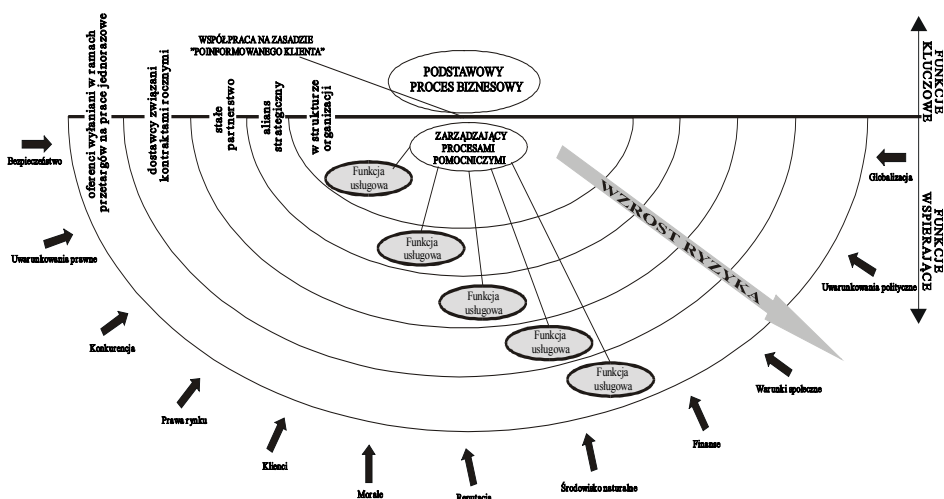 WSPÓŁPRACA NA ZASADZIE
"POINFORMOWANEGO KLIENTA"
PODSTAWOWY
PROCES BIZNESOWY
FUNKCJE
KLUCZOWE
oferenci wyłaniani w ramach
przetargów na prace jednorazowe
dostawcy związani
kontraktami rocznymi
stałe
partnerstwo
alians
strategiczny
w strukturze
organizacji
ZARZĄDZAJĄCY
PROCESAMI
POMOCNICZYMI
Funkcja
usługowa
Funkcja
usługowa
Funkcja
usługowa
Funkcja
usługowa
Funkcja
usługowa
WZROST RYZYKA
FUNKCJE
WSPIERAJĄCE
Bezpieczeństwo
Uwarunkowania prawne
Konkurencja
Prawa rynku
Klienci
Morale
Reputacja
Środowisko naturalne
Finanse
Warunki społeczne
Uwarunkowania polityczne
Globalizacja